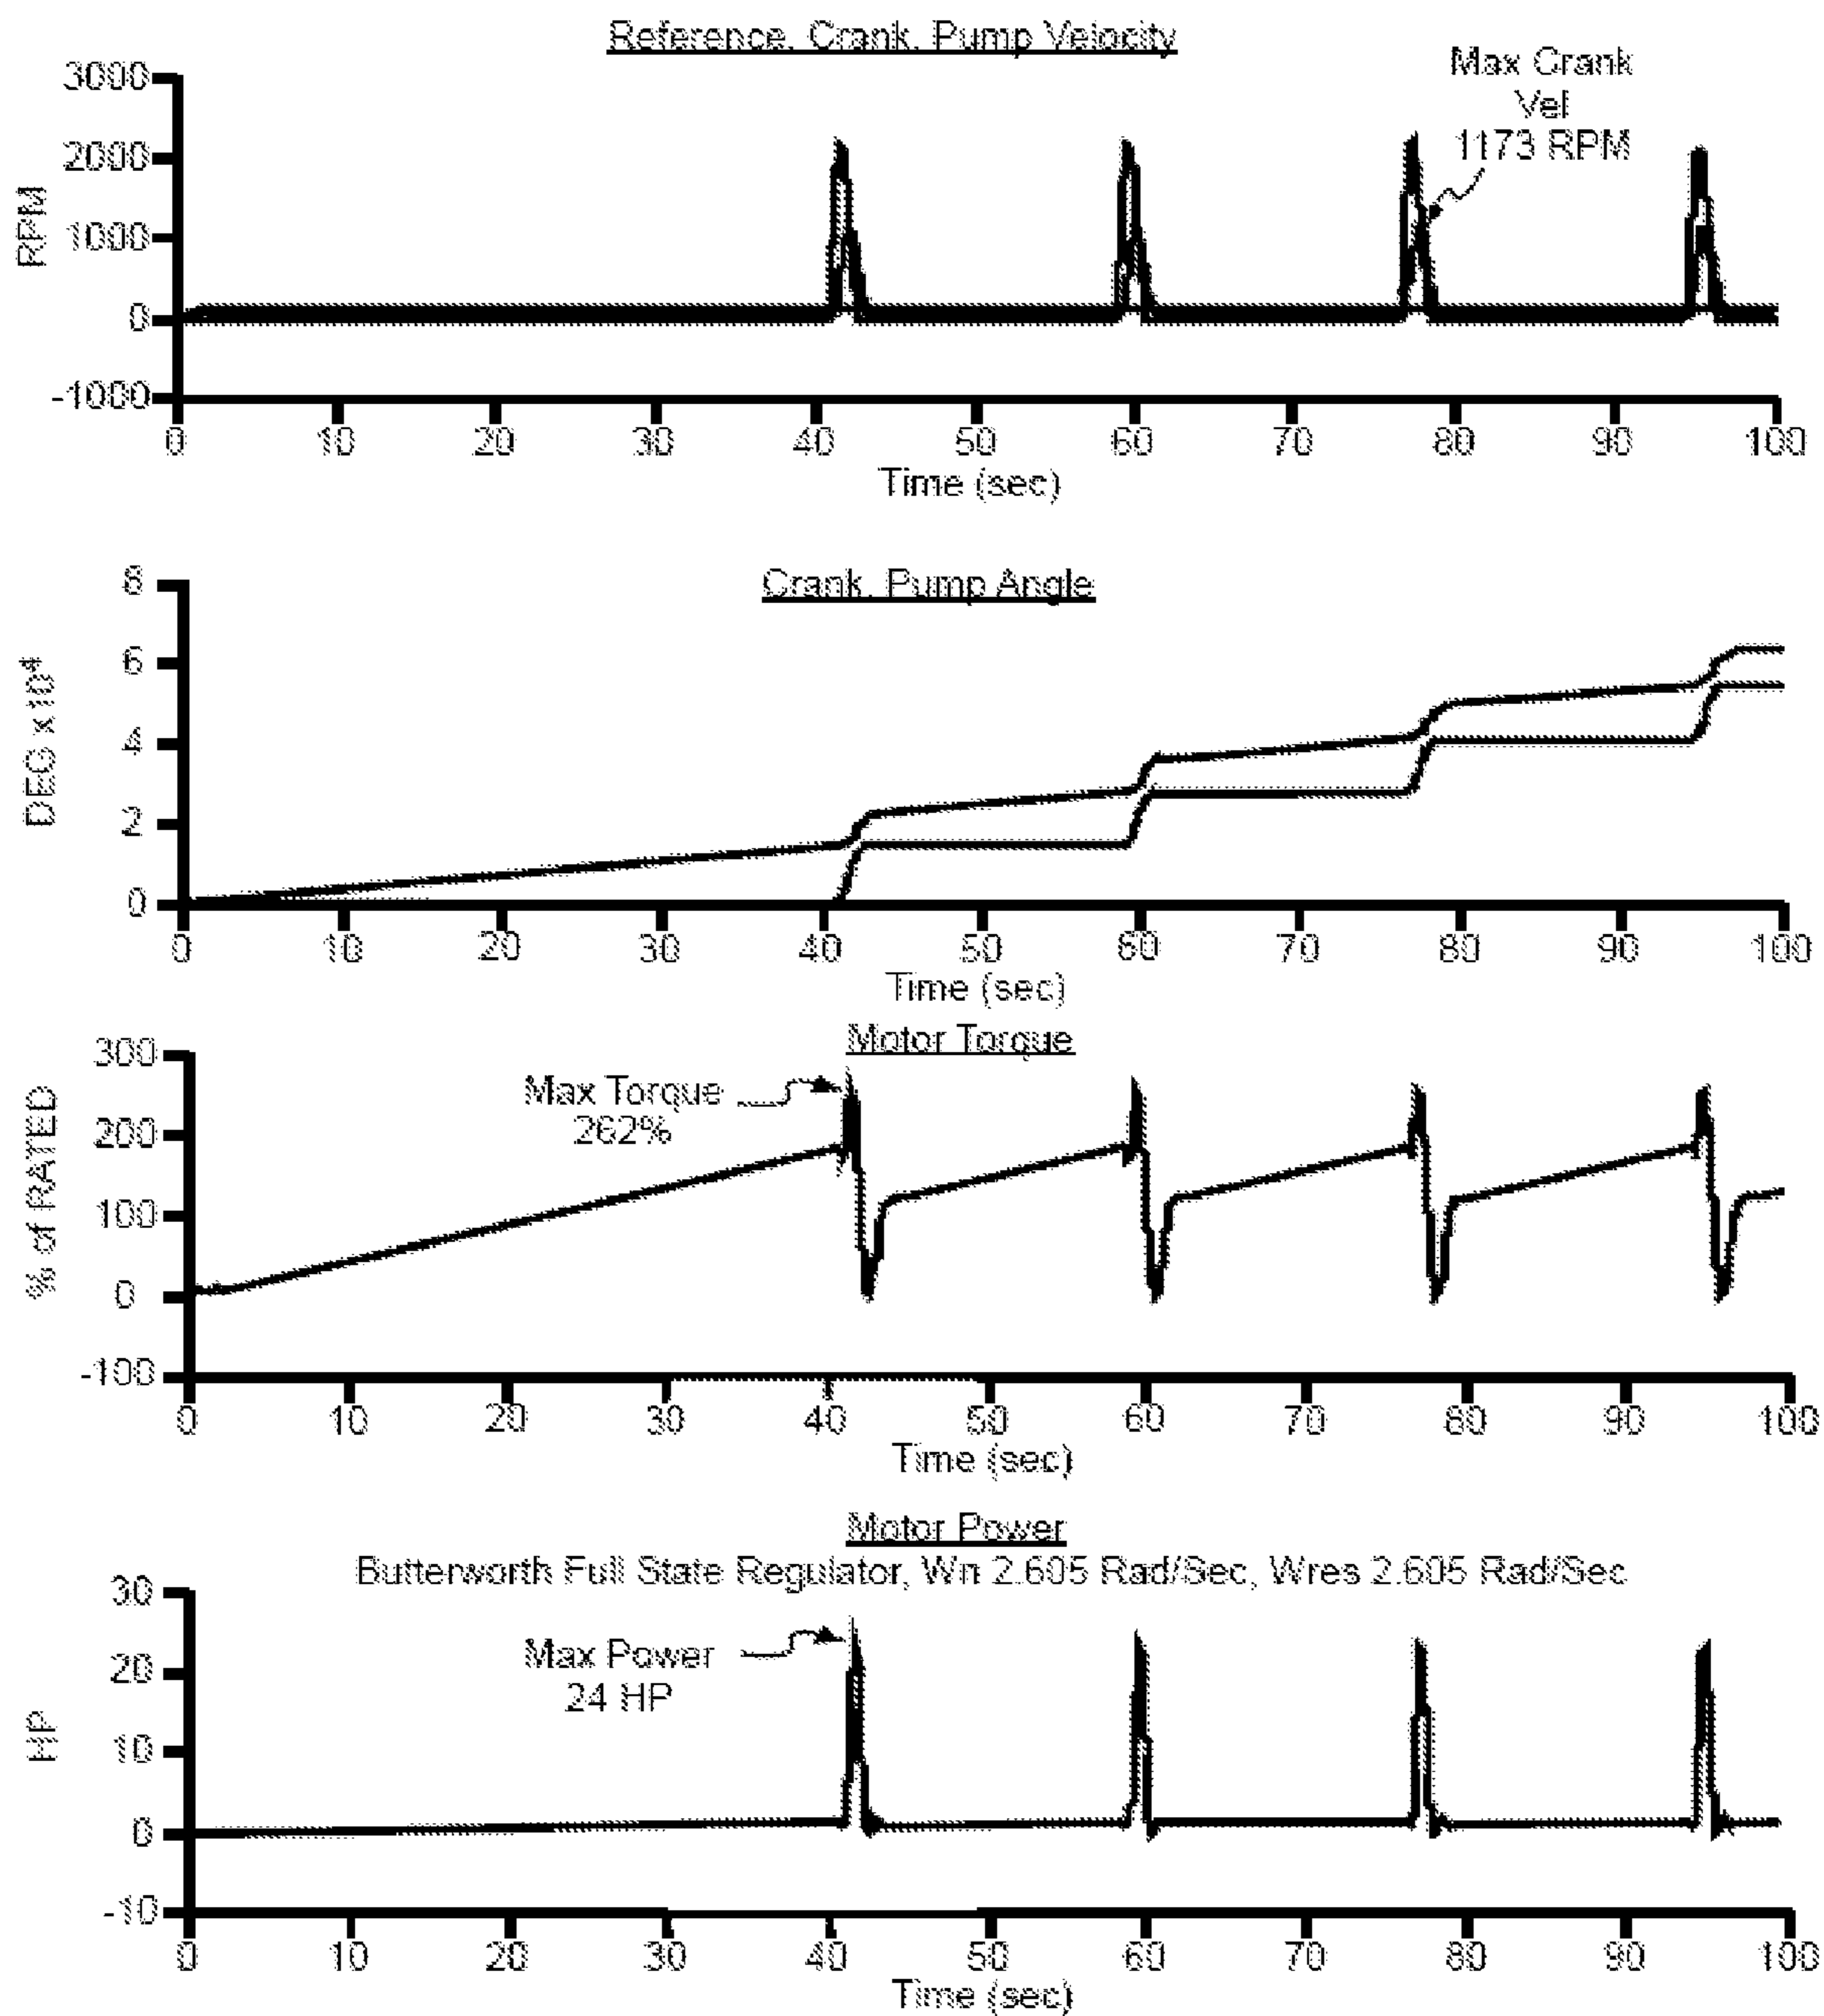 Reference, Crank, Pump Velocity
Max Crank
Vel
1173 RPM
3000
2000
1000
0
-1000
RPM
0 10 20 30 40 50 60 70 80 90 100
Time (sec)
Crank, Pump Angle
8
6
4
2
0
DEG x 10⁴
0 10 20 30 40 50 60 70 80 90 100
Time (sec)
Motor Torque
Max Torque
262%
300
200
100
0
-100
% of RATED
0 10 20 30 40 50 60 70 80 90 100
Time (sec)
Motor Power
Butterworth Full State Regulator, Wn 2.605 Rad/Sec, Wres 2.605 Rad/Sec
Max Power
24 HP
30
20
10
0
-10
HP
0 10 20 30 40 50 60 70 80 90 100
Time (sec)